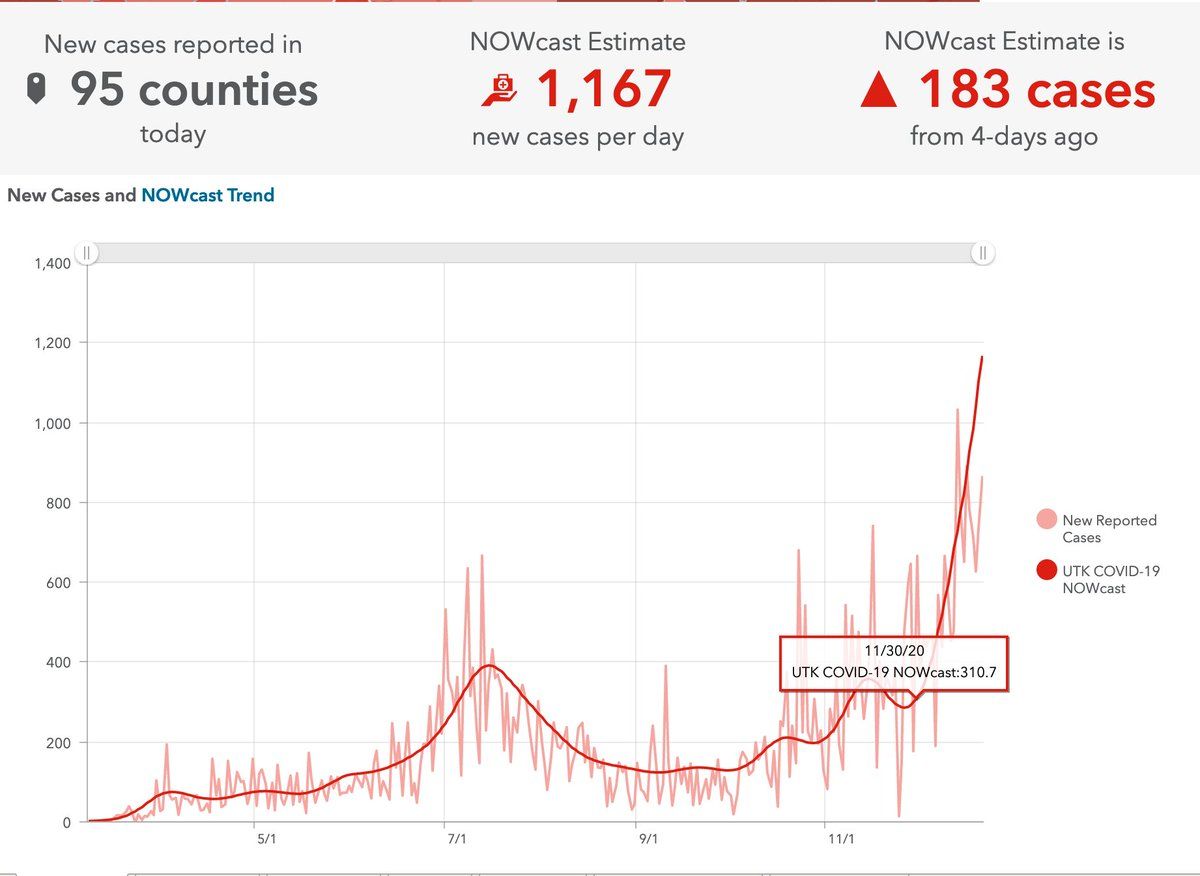 New cases reported in
95 counties
today
NOWcast Estimate
1,167
new cases per day
NOWcast Estimate is
183 cases
from 4-days ago
New Cases and NOWcast Trend
1,400
1,200
1,000
800
600
400
200
0
5/1
7/1
9/1
11/1
11/30/20
UTK COVID-19 NOWcast:310.7
New Reported
Cases
UTK COVID-19
NOWcast